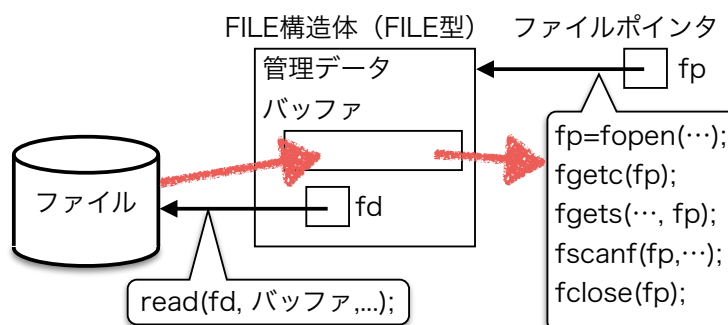 FILE構造体（FILE型）
ファイルポインタ
管理データ
fp
バッファ
fp=fopen(…);
fgetc(fp);
fgets(…, fp);
fscanf(fp,…);
fclose(fp);
ファイル
fd
read(fd, バッファ,...);